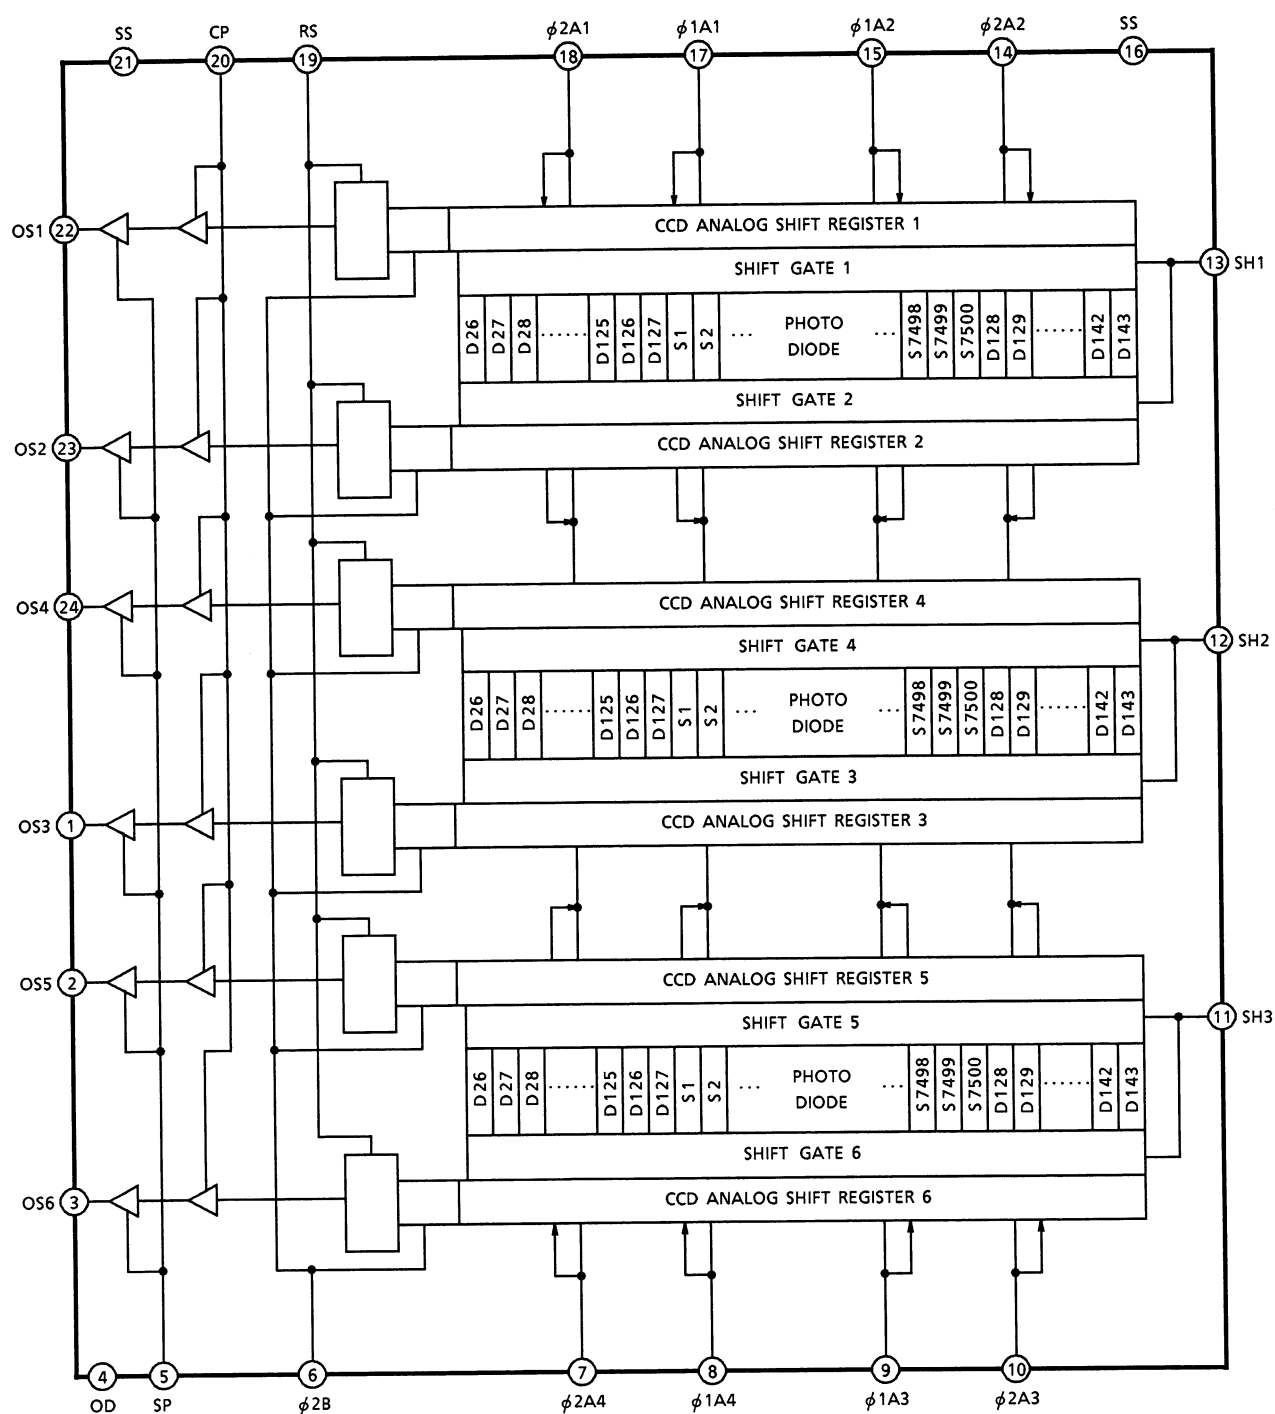 SS CP RS ϕ2A1 ϕ1A1 ϕ1A2 ϕ2A2 SS
21 20 19 18 17 15 14 16
OS1 22
CCD ANALOG SHIFT REGISTER 1
SHIFT GATE 1
13 SH1
D26 D27 D28 ...... D125 D126 D127 S1 S2 ... PHOTO DIODE ... S7498 S7499 S7500 D128 D129 ...... D142 D143
SHIFT GATE 2
OS2 23
CCD ANALOG SHIFT REGISTER 2
OS4 24
CCD ANALOG SHIFT REGISTER 4
SHIFT GATE 4
12 SH2
D26 D27 D28 ...... D125 D126 D127 S1 S2 ... PHOTO DIODE ... S7498 S7499 S7500 D128 D129 ...... D142 D143
SHIFT GATE 3
OS3 1
CCD ANALOG SHIFT REGISTER 3
OS5 2
CCD ANALOG SHIFT REGISTER 5
SHIFT GATE 5
11 SH3
D26 D27 D28 ...... D125 D126 D127 S1 S2 ... PHOTO DIODE ... S7498 S7499 S7500 D128 D129 ...... D142 D143
SHIFT GATE 6
OS6 3
CCD ANALOG SHIFT REGISTER 6
4 5 6 7 8 9 10
OD SP ϕ2B ϕ2A4 ϕ1A4 ϕ1A3 ϕ2A3